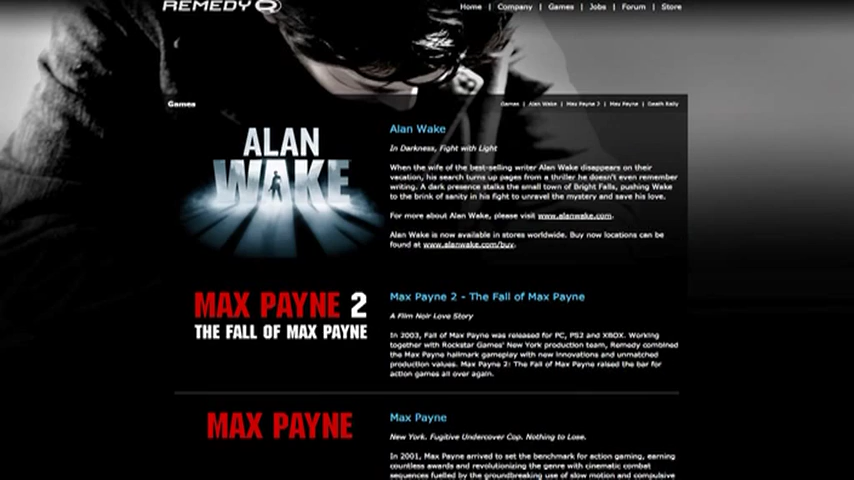 REMEDY
Home | Company | Games | Jobs | Forum | Store
Games
Games | Alan Wake | Max Payne 2 | Max Payne | Death Rally
ALAN
WAKE
Alan Wake
In Darkness, Fight with Light
When the wife of the best-selling writer Alan Wake disappears on their
vacation, his search turns up pages from a thriller he doesn't even remember
writing. A dark presence stalks the small town of Bright Falls, pushing Wake
to the brink of sanity in his fight to unravel the mystery and save his love.
For more about Alan Wake, please visit www.alanwake.com.
Alan Wake is now available in stores worldwide. Buy now locations can be
found at www.alanwake.com/buy.
MAX PAYNE 2
THE FALL OF MAX PAYNE
Max Payne 2 - The Fall of Max Payne
A Film Noir Love Story
In 2003, Fall of Max Payne was released for PC, PS2 and XBOX. Working
together with Rockstar Games' New York production team, Remedy combined
the Max Payne hallmark gameplay with new innovations and unmatched
production values. Max Payne 2: The Fall of Max Payne raised the bar for
action games all over again.
MAX PAYNE
Max Payne
New York. Fugitive Undercover Cop. Nothing to Lose.
In 2001, Max Payne arrived to set the benchmark for action gaming, earning
countless awards and revolutionizing the genre with cinematic combat
sequences fuelled by the groundbreaking use of slow motion and compulsive